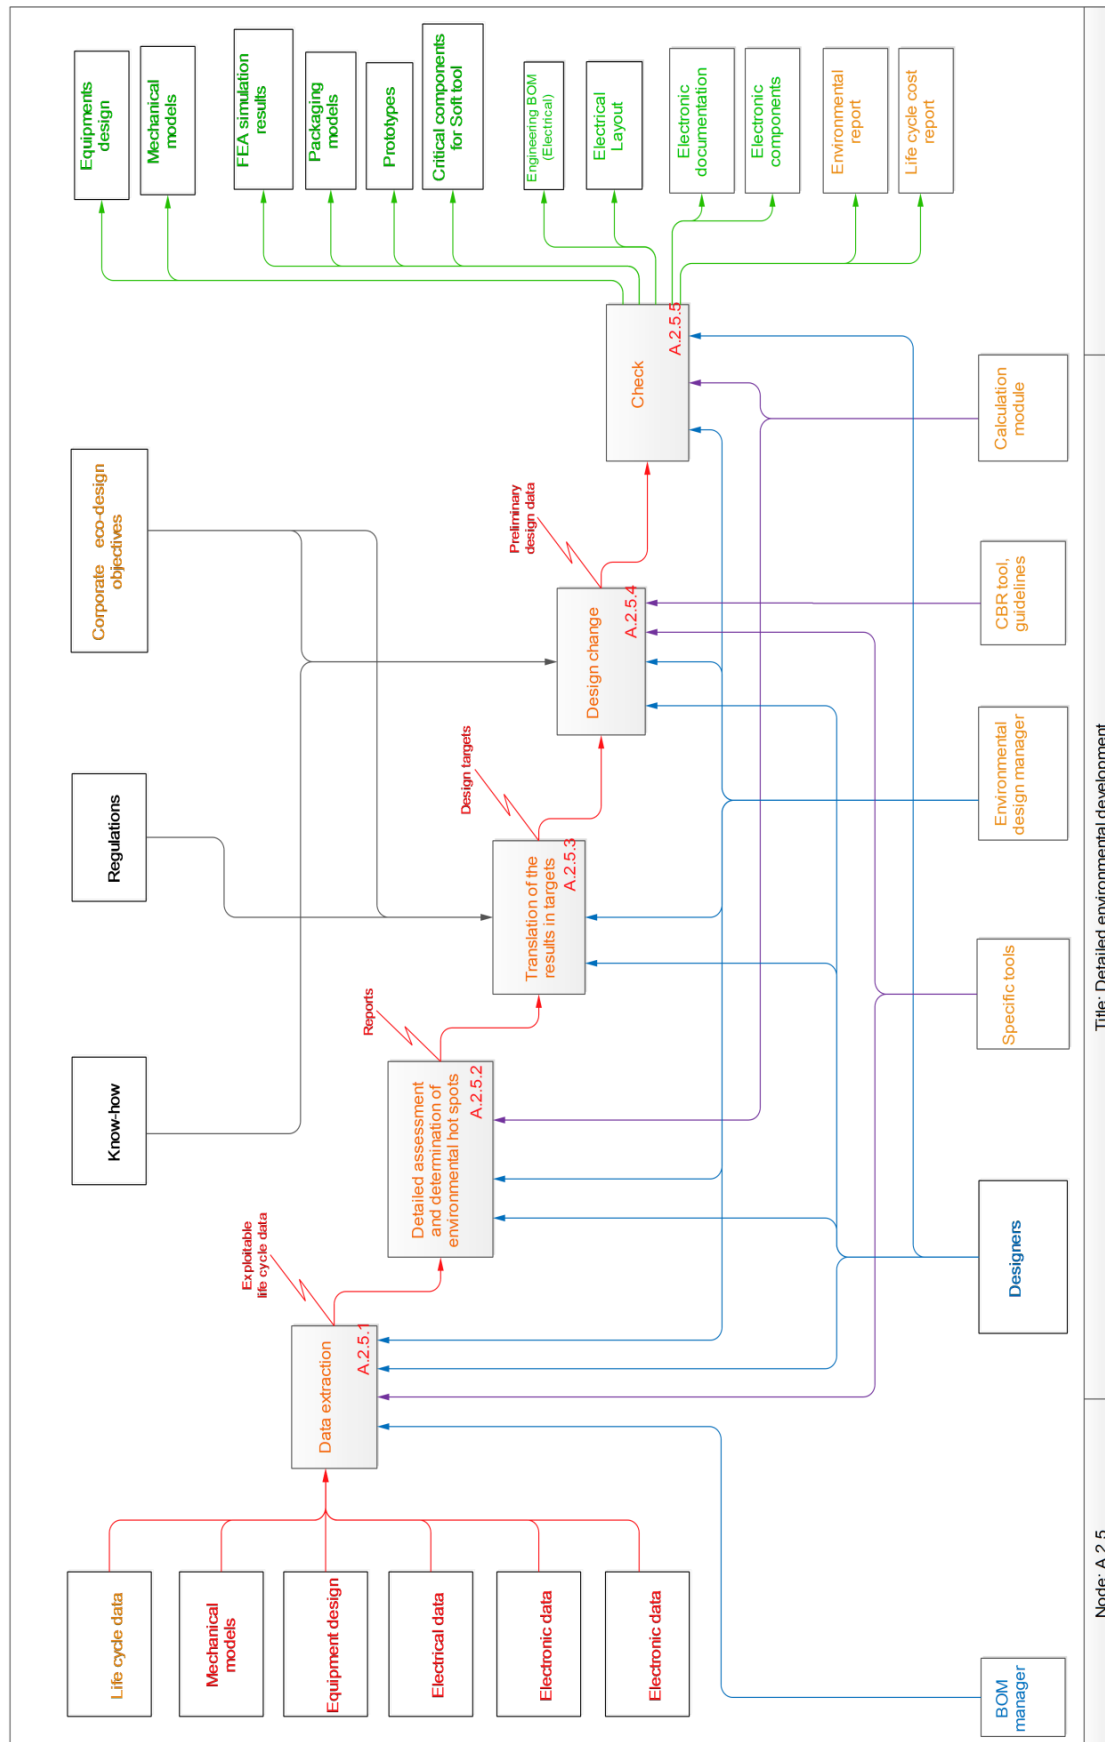 Life cycle data
Mechanical
models
Equipment design
Electrical data
Electronic data
Electronic data
BOM
manager
Data extraction
A.2.5.1
Exploitable
life cycle data
Know-how
Detailed assessment
and determination of
environmental hot spots
A.2.5.2
Reports
Regulations
Translation of the
results in targets
A.2.5.3
Design targets
Corporate eco-design
objectives
Design change
A.2.5.4
Preliminary
design data
Check
A.2.5.5
Designers
Specific tools
Environmental
design manager
CBR tool,
guidelines
Calculation
module
Equipments
design
Mechanical
models
FEA simulation
results
Packaging
models
Prototypes
Critical components
for Soft tool
Engineering BOM
(Electrical)
Electrical
Layout
Electronic
documentation
Electronic
components
Environmental
report
Life cycle cost
report
Node: A.2.5
Title: Detailed environmental development